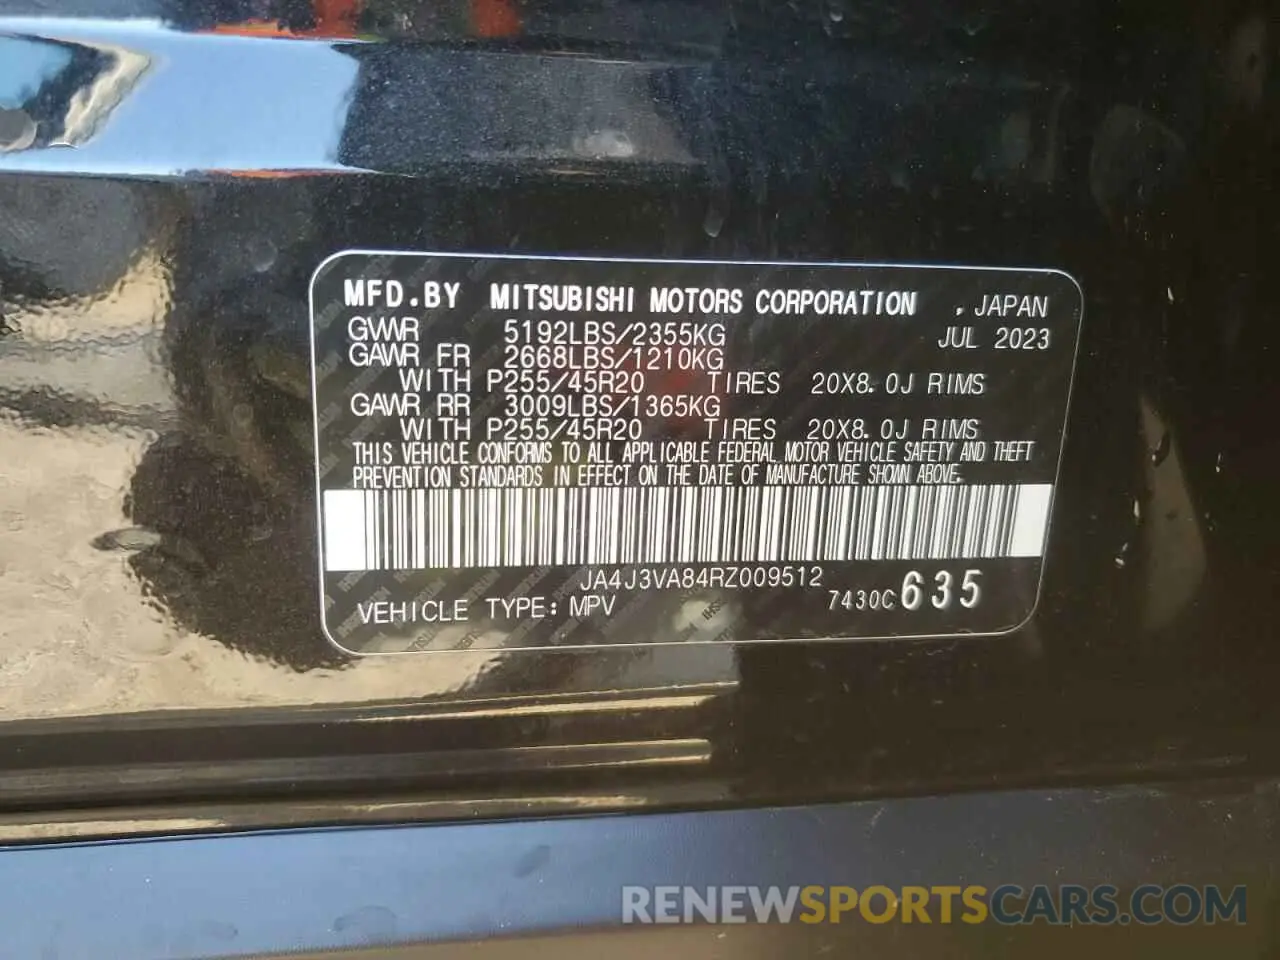 MFD.BY MITSUBISHI MOTORS CORPORATION , JAPAN
GVWR 5192LBS/2355KG JUL 2023
GAWR FR 2668LBS/1210KG
WITH P255/45R20 TIRES 20X8.0J RIMS
GAWR RR 3009LBS/1365KG
WITH P255/45R20 TIRES 20X8.0J RIMS
THIS VEHICLE CONFORMS TO ALL APPLICABLE FEDERAL MOTOR VEHICLE SAFETY AND THEFT
PREVENTION STANDARDS IN EFFECT ON THE DATE OF MANUFACTURE SHOWN ABOVE.
JA4J3VA84RZ009512
VEHICLE TYPE: MPV 7430C 635
RENEWSPORTSCARS.COM